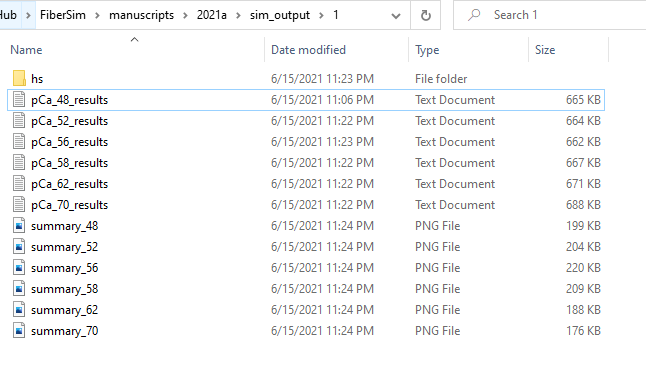 Hub > FiberSim > manuscripts > 2021a > sim_output > 1 Search 1
Name Date modified Type Size
hs 6/15/2021 11:23 PM File folder
pCa_48_results 6/15/2021 11:06 PM Text Document 665 KB
pCa_52_results 6/15/2021 11:22 PM Text Document 664 KB
pCa_56_results 6/15/2021 11:23 PM Text Document 662 KB
pCa_58_results 6/15/2021 11:22 PM Text Document 667 KB
pCa_62_results 6/15/2021 11:22 PM Text Document 671 KB
pCa_70_results 6/15/2021 11:22 PM Text Document 688 KB
summary_48 6/15/2021 11:24 PM PNG File 199 KB
summary_52 6/15/2021 11:24 PM PNG File 204 KB
summary_56 6/15/2021 11:24 PM PNG File 220 KB
summary_58 6/15/2021 11:24 PM PNG File 209 KB
summary_62 6/15/2021 11:24 PM PNG File 188 KB
summary_70 6/15/2021 11:24 PM PNG File 176 KB